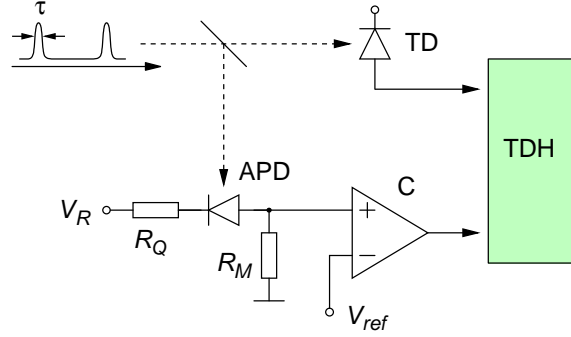 τ
TD
TDH
APD
C
V_R
R_Q
+
−
R_M
V_ref